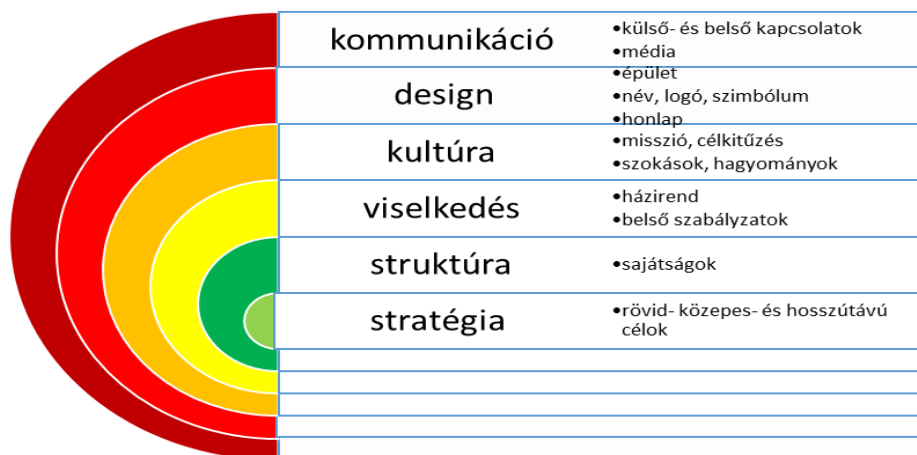 kommunikáció
•külső- és belső kapcsolatok
•média
design
•épület
•név, logó, szimbólum
•honlap
kultúra
•misszió, célkitűzés
•szokások, hagyományok
viselkedés
•házirend
•belső szabályzatok
struktúra
•sajátságok
stratégia
•rövid- közepes- és hosszútávú
célok